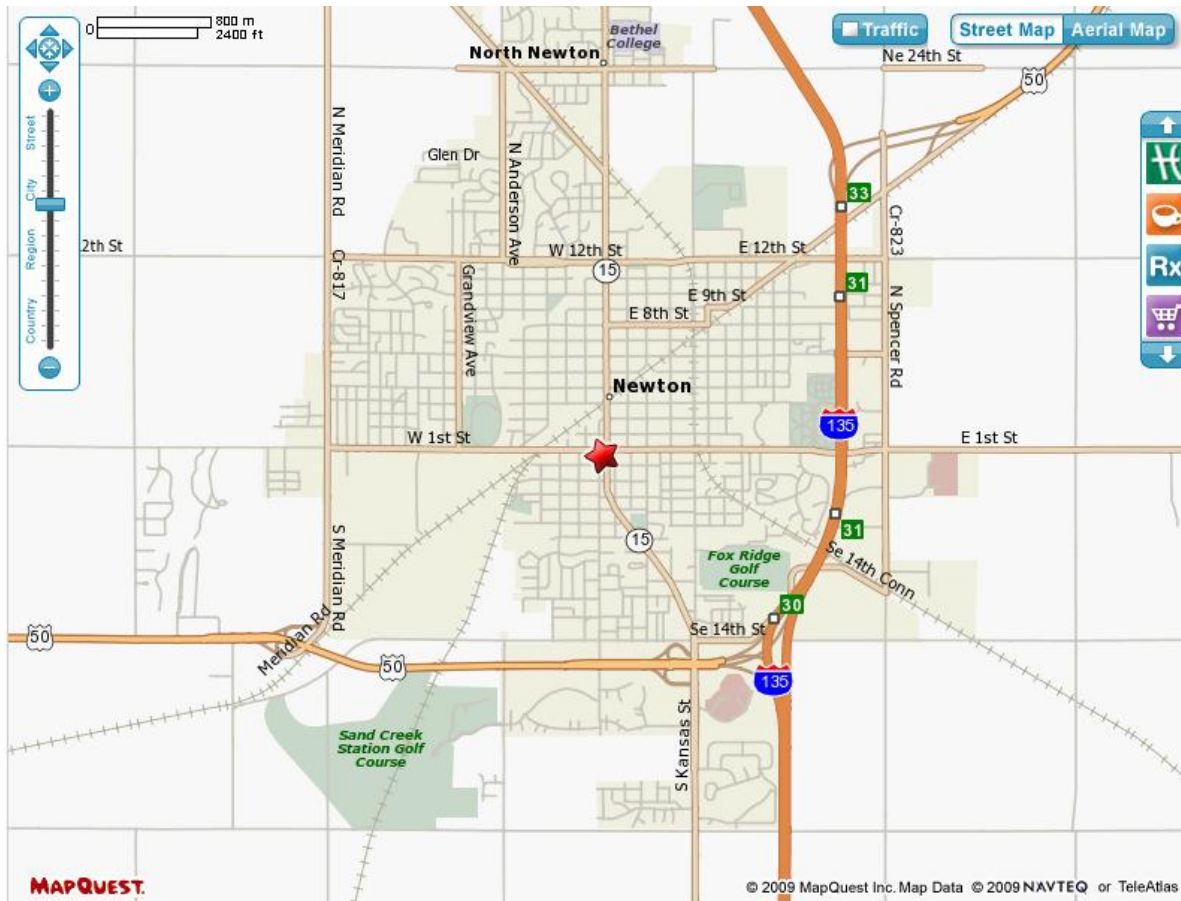 800 m
0
2400 ft
Bethel
College
North Newton
Traffic
Street Map
Aerial Map
Ne 24th St
50
N Meridian Rd
Glen Dr
N Anderson Ave
Street
City
Region
Country
33
Cr-823
2th St
W 12th St
E 12th St
Rx
Cr-817
15
Grandview Ave
31
E 9th St
E 8th St
N Spencer Rd
Newton
135
W 1st St
E 1st St
31
S Meridian Rd
15
Fox Ridge
Golf
Course
Se 14th Conn
30
Se 14th St
50
Meridian Rd
50
135
Sand Creek
Station Golf
Course
S Kansas St
MAPQUEST.
© 2009 MapQuest Inc. Map Data © 2009 NAVTEQ or TeleAtlas